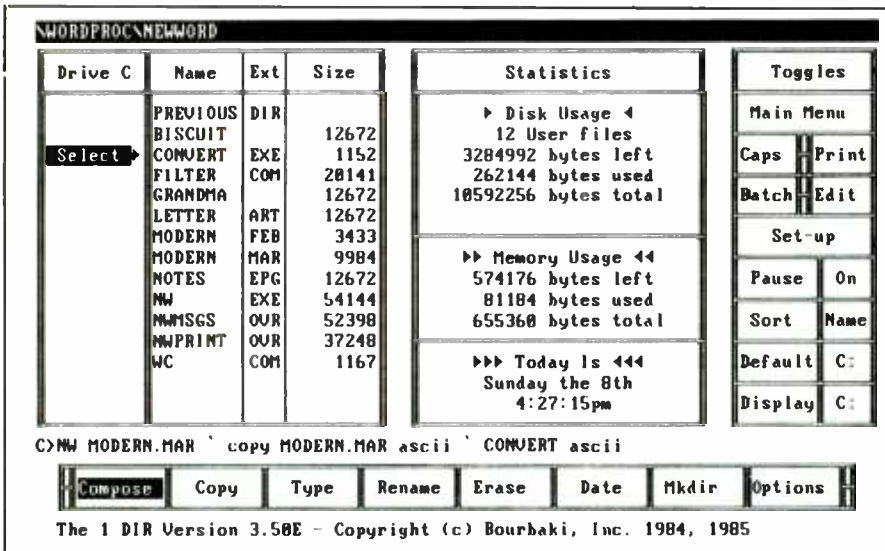 \WORDPROC\NEWWORD
Drive C Name Ext Size
PREVIOUS DIR
BISCUIT 12672
Select CONVERT EXE 1152
FILTER COM 20141
GRANDMA 12672
LETTER ART 12672
MODERN FEB 3433
MODERN MAR 9984
NOTES EPG 12672
NW EXE 54144
NWMSGS OVR 52398
NWPRINT OVR 37248
WC COM 1167
Statistics
▶ Disk Usage ◀
12 User files
3284992 bytes left
262144 bytes used
10592256 bytes total
▶▶ Memory Usage ◀◀
574176 bytes left
81184 bytes used
655360 bytes total
▶▶▶ Today Is ◀◀◀
Sunday the 8th
4:27:15pm
Toggles
Main Menu
Caps Print
Batch Edit
Set-up
Pause On
Sort Name
Default C:
Display C:
C>NW MODERN.MAR ` copy MODERN.MAR ascii ` CONVERT ascii
Compose Copy Type Rename Erase Date Mkdir Options
The 1 DIR Version 3.50E - Copyright (c) Bourbaki, Inc. 1984, 1985